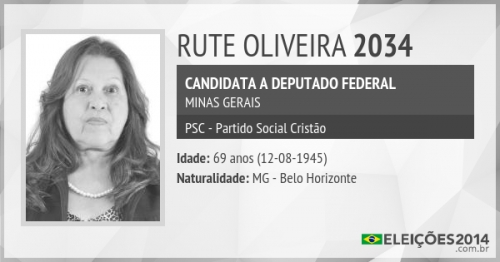 RUTE OLIVEIRA 2034
CANDIDATA A DEPUTADO FEDERAL
MINAS GERAIS
PSC - Partido Social Cristão
Idade: 69 anos (12-08-1945)
Naturalidade: MG - Belo Horizonte
ELEIÇÕES2014
.com.br